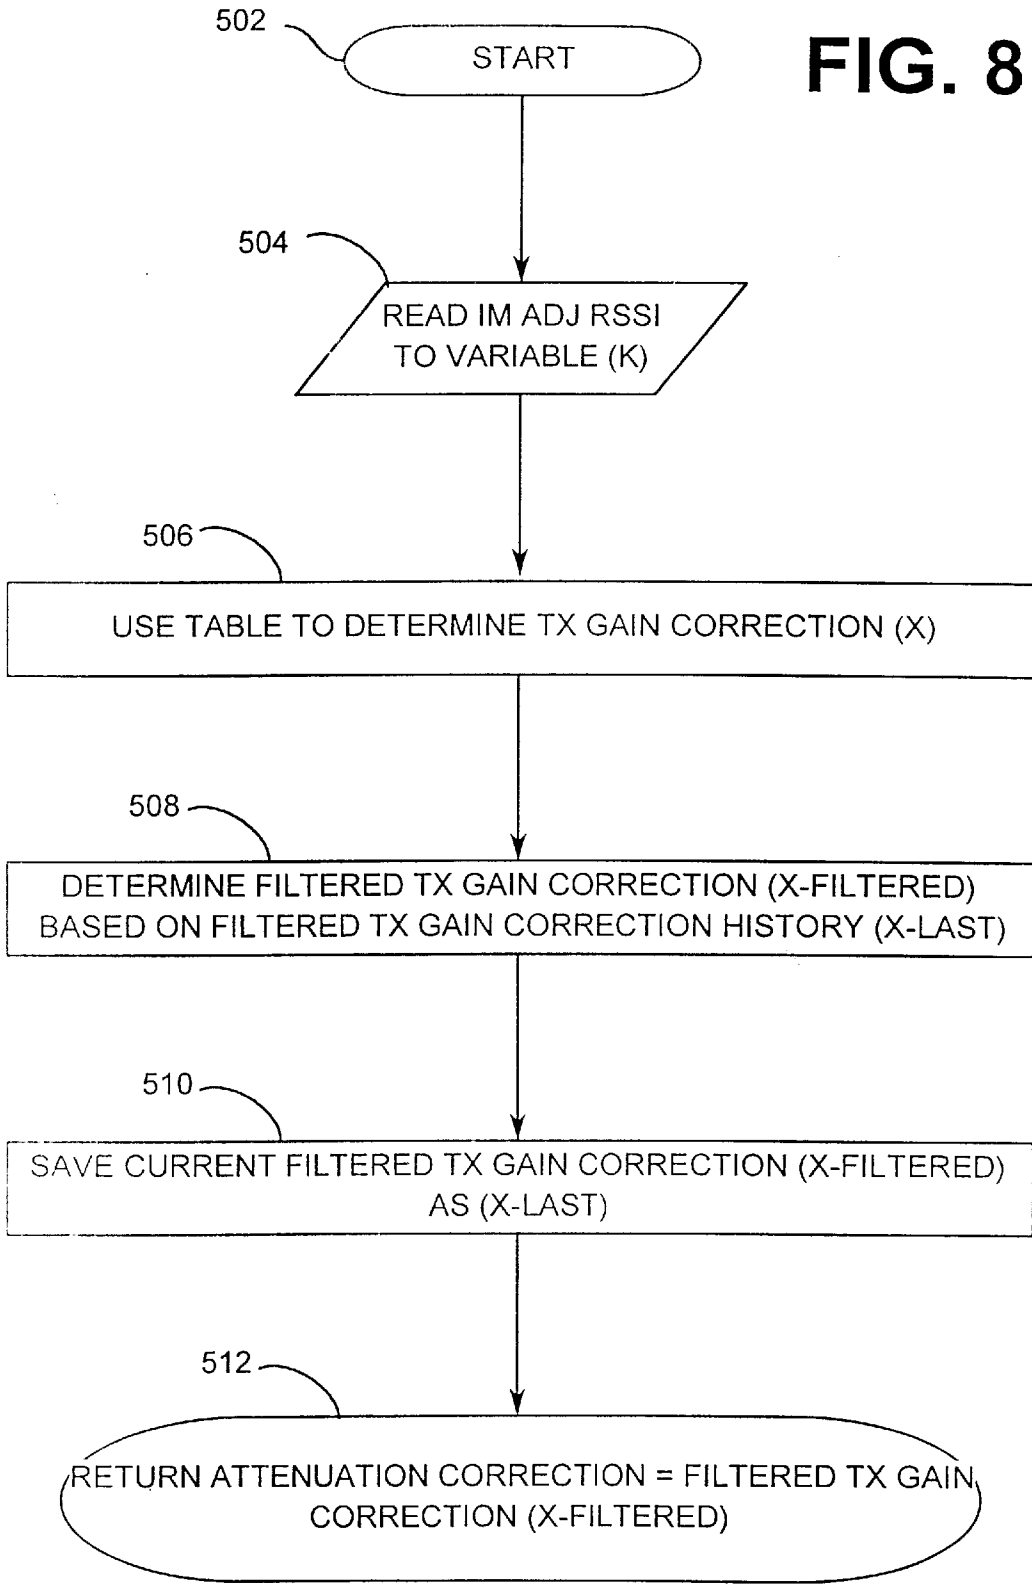 502
START
FIG. 8
504
READ IM ADJ RSSI
TO VARIABLE (K)
506
USE TABLE TO DETERMINE TX GAIN CORRECTION (X)
508
DETERMINE FILTERED TX GAIN CORRECTION (X-FILTERED)
BASED ON FILTERED TX GAIN CORRECTION HISTORY (X-LAST)
510
SAVE CURRENT FILTERED TX GAIN CORRECTION (X-FILTERED)
AS (X-LAST)
512
RETURN ATTENUATION CORRECTION = FILTERED TX GAIN
CORRECTION (X-FILTERED)